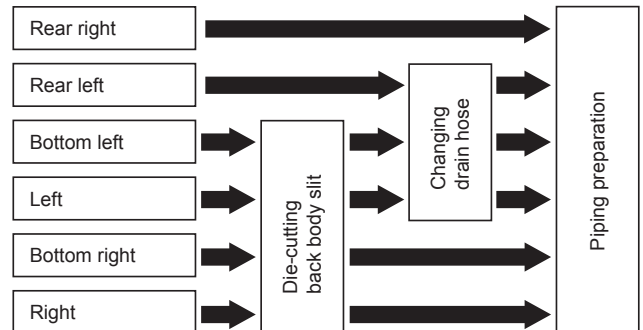 Rear right
Rear left
Bottom left
Left
Bottom right
Right
Die-cutting
back body slit
Changing
drain hose
Piping preparation